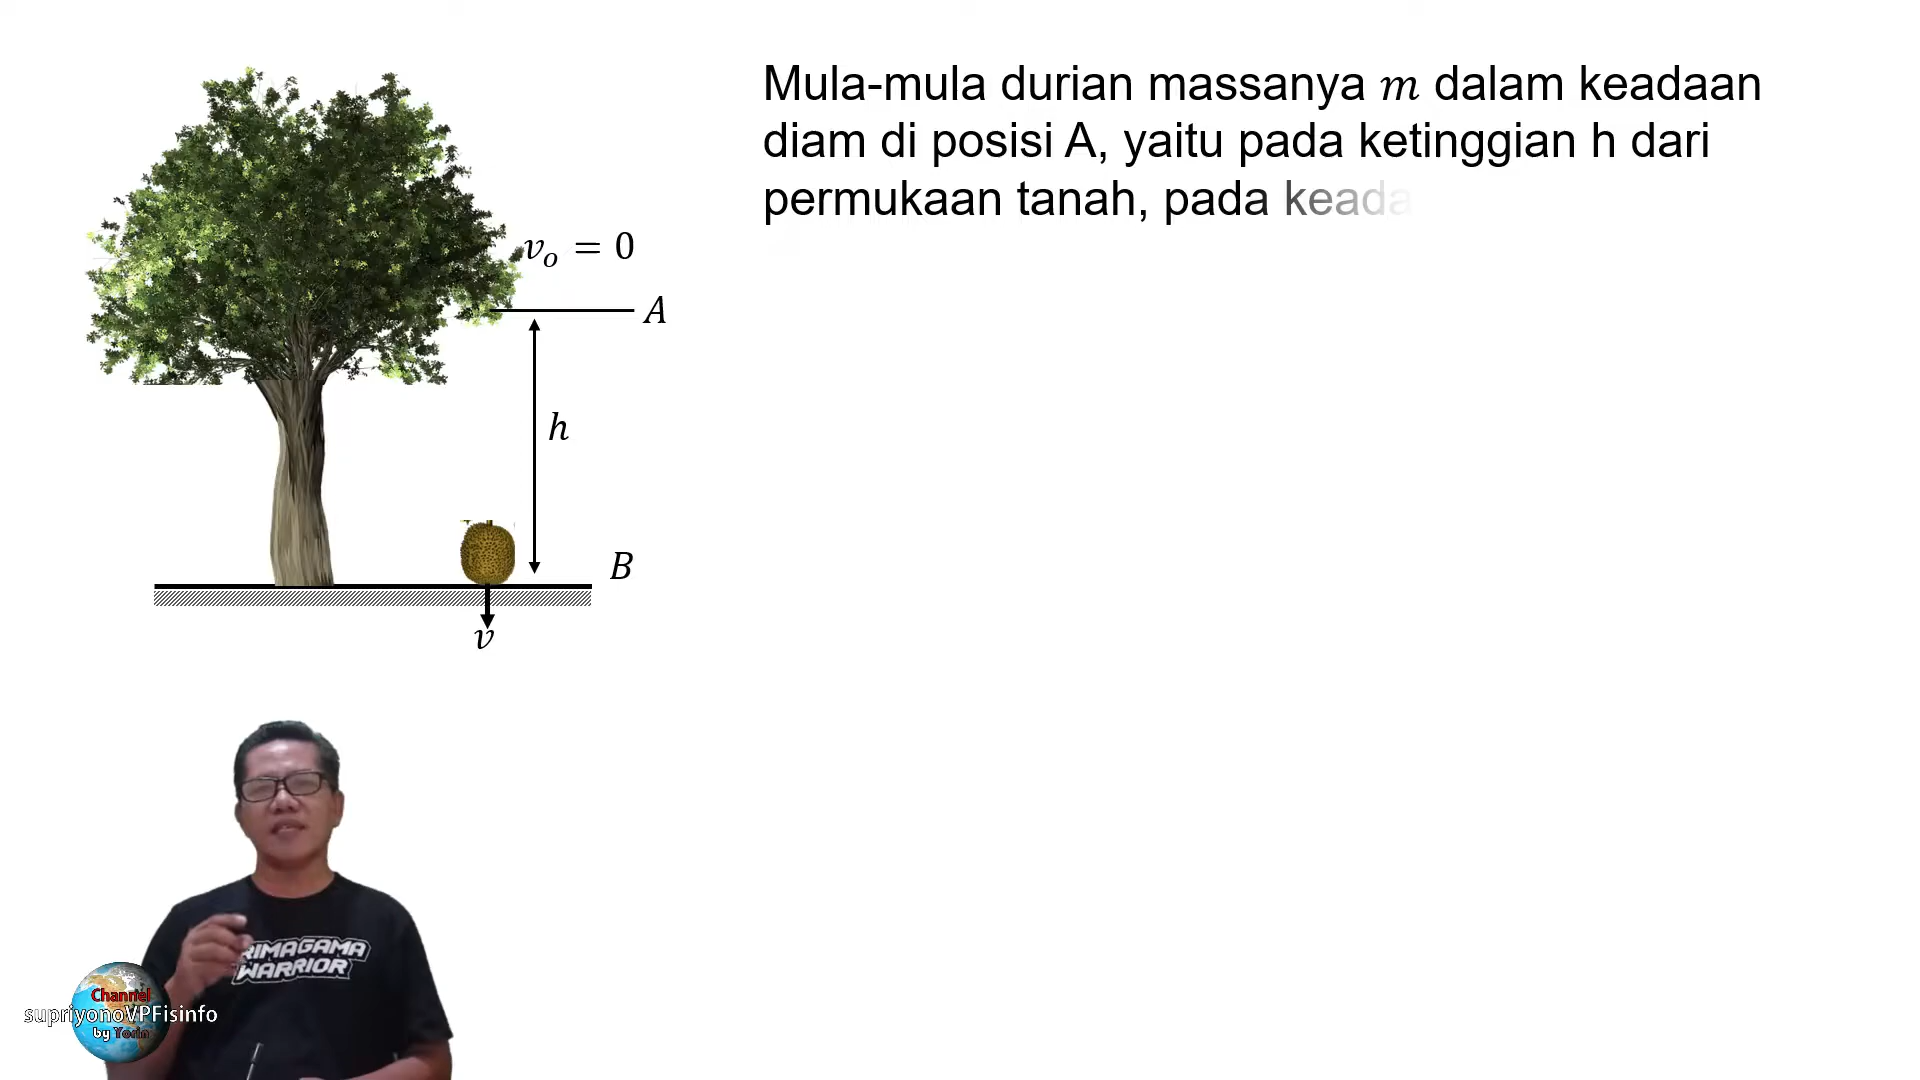 Mula-mula durian massanya m dalam keadaan
diam di posisi A, yaitu pada ketinggian h dari
permukaan tanah, pada keada
v₀ = 0
A
h
B
v
RIMAGAMA
WARRIOR
Channel
supriyonoVPFisinfo
by Yorin